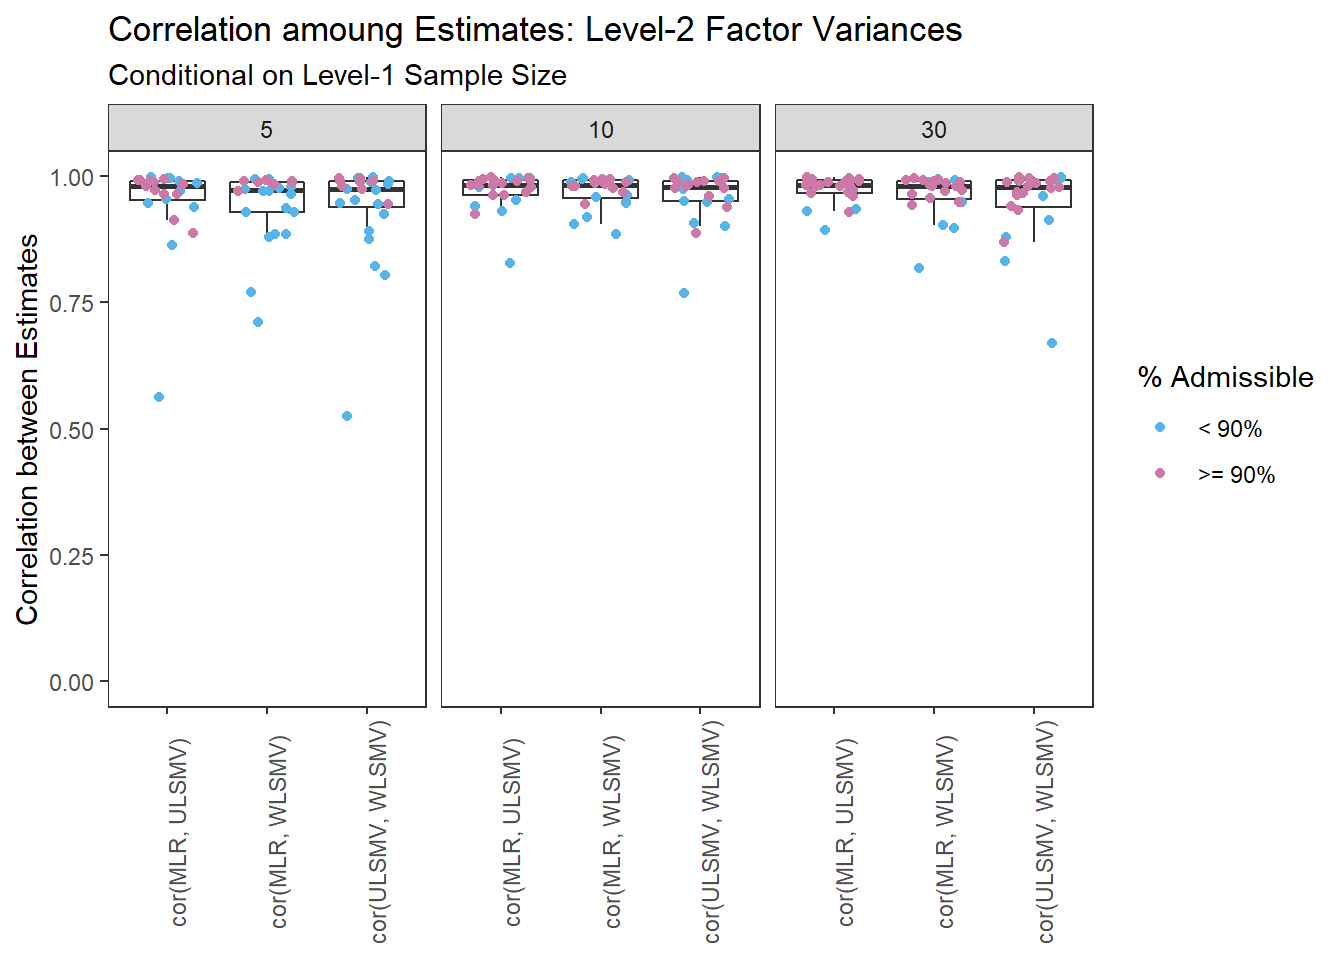 Correlation amoung Estimates: Level-2 Factor Variances
Conditional on Level-1 Sample Size
5
10
30
Correlation between Estimates
1.00
0.75
0.50
0.25
0.00
cor(MLR, ULSMV)
cor(MLR, WLSMV)
cor(ULSMV, WLSMV)
cor(MLR, ULSMV)
cor(MLR, WLSMV)
cor(ULSMV, WLSMV)
cor(MLR, ULSMV)
cor(MLR, WLSMV)
cor(ULSMV, WLSMV)
% Admissible
< 90%
>= 90%